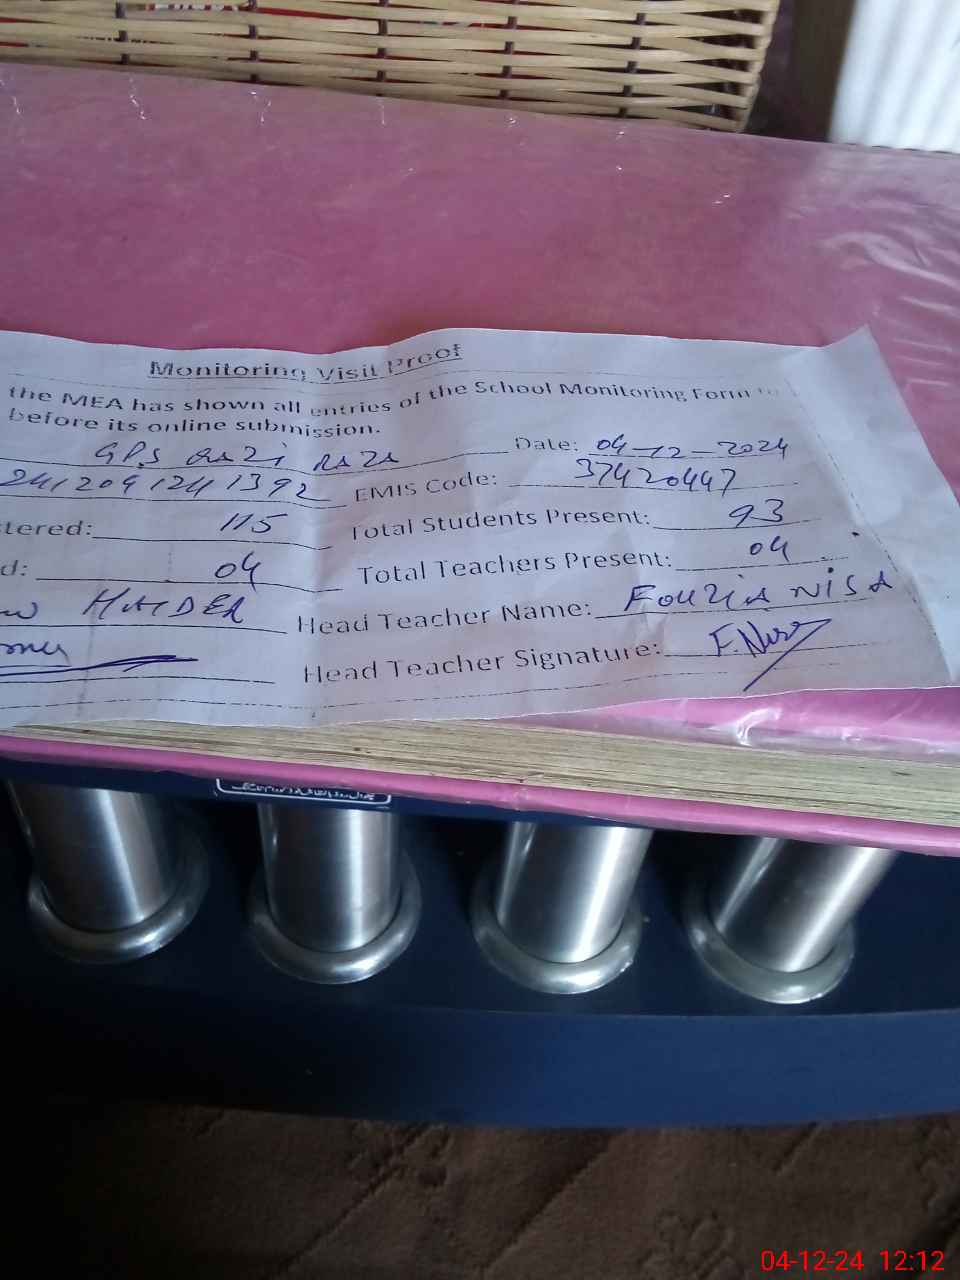 Monitoring Visit Proof
the MEA has shown all entries of the School Monitoring Form to
before its online submission.
GPS Date: 04-12-2024
2412091241392 EMIS Code: 37420447
stered: 115 Total Students Present: 93
d: 04 Total Teachers Present: 04
HAIDER Head Teacher Name: Fouzia Nisa
Head Teacher Signature: F.Nisa
04-12-24 12:12